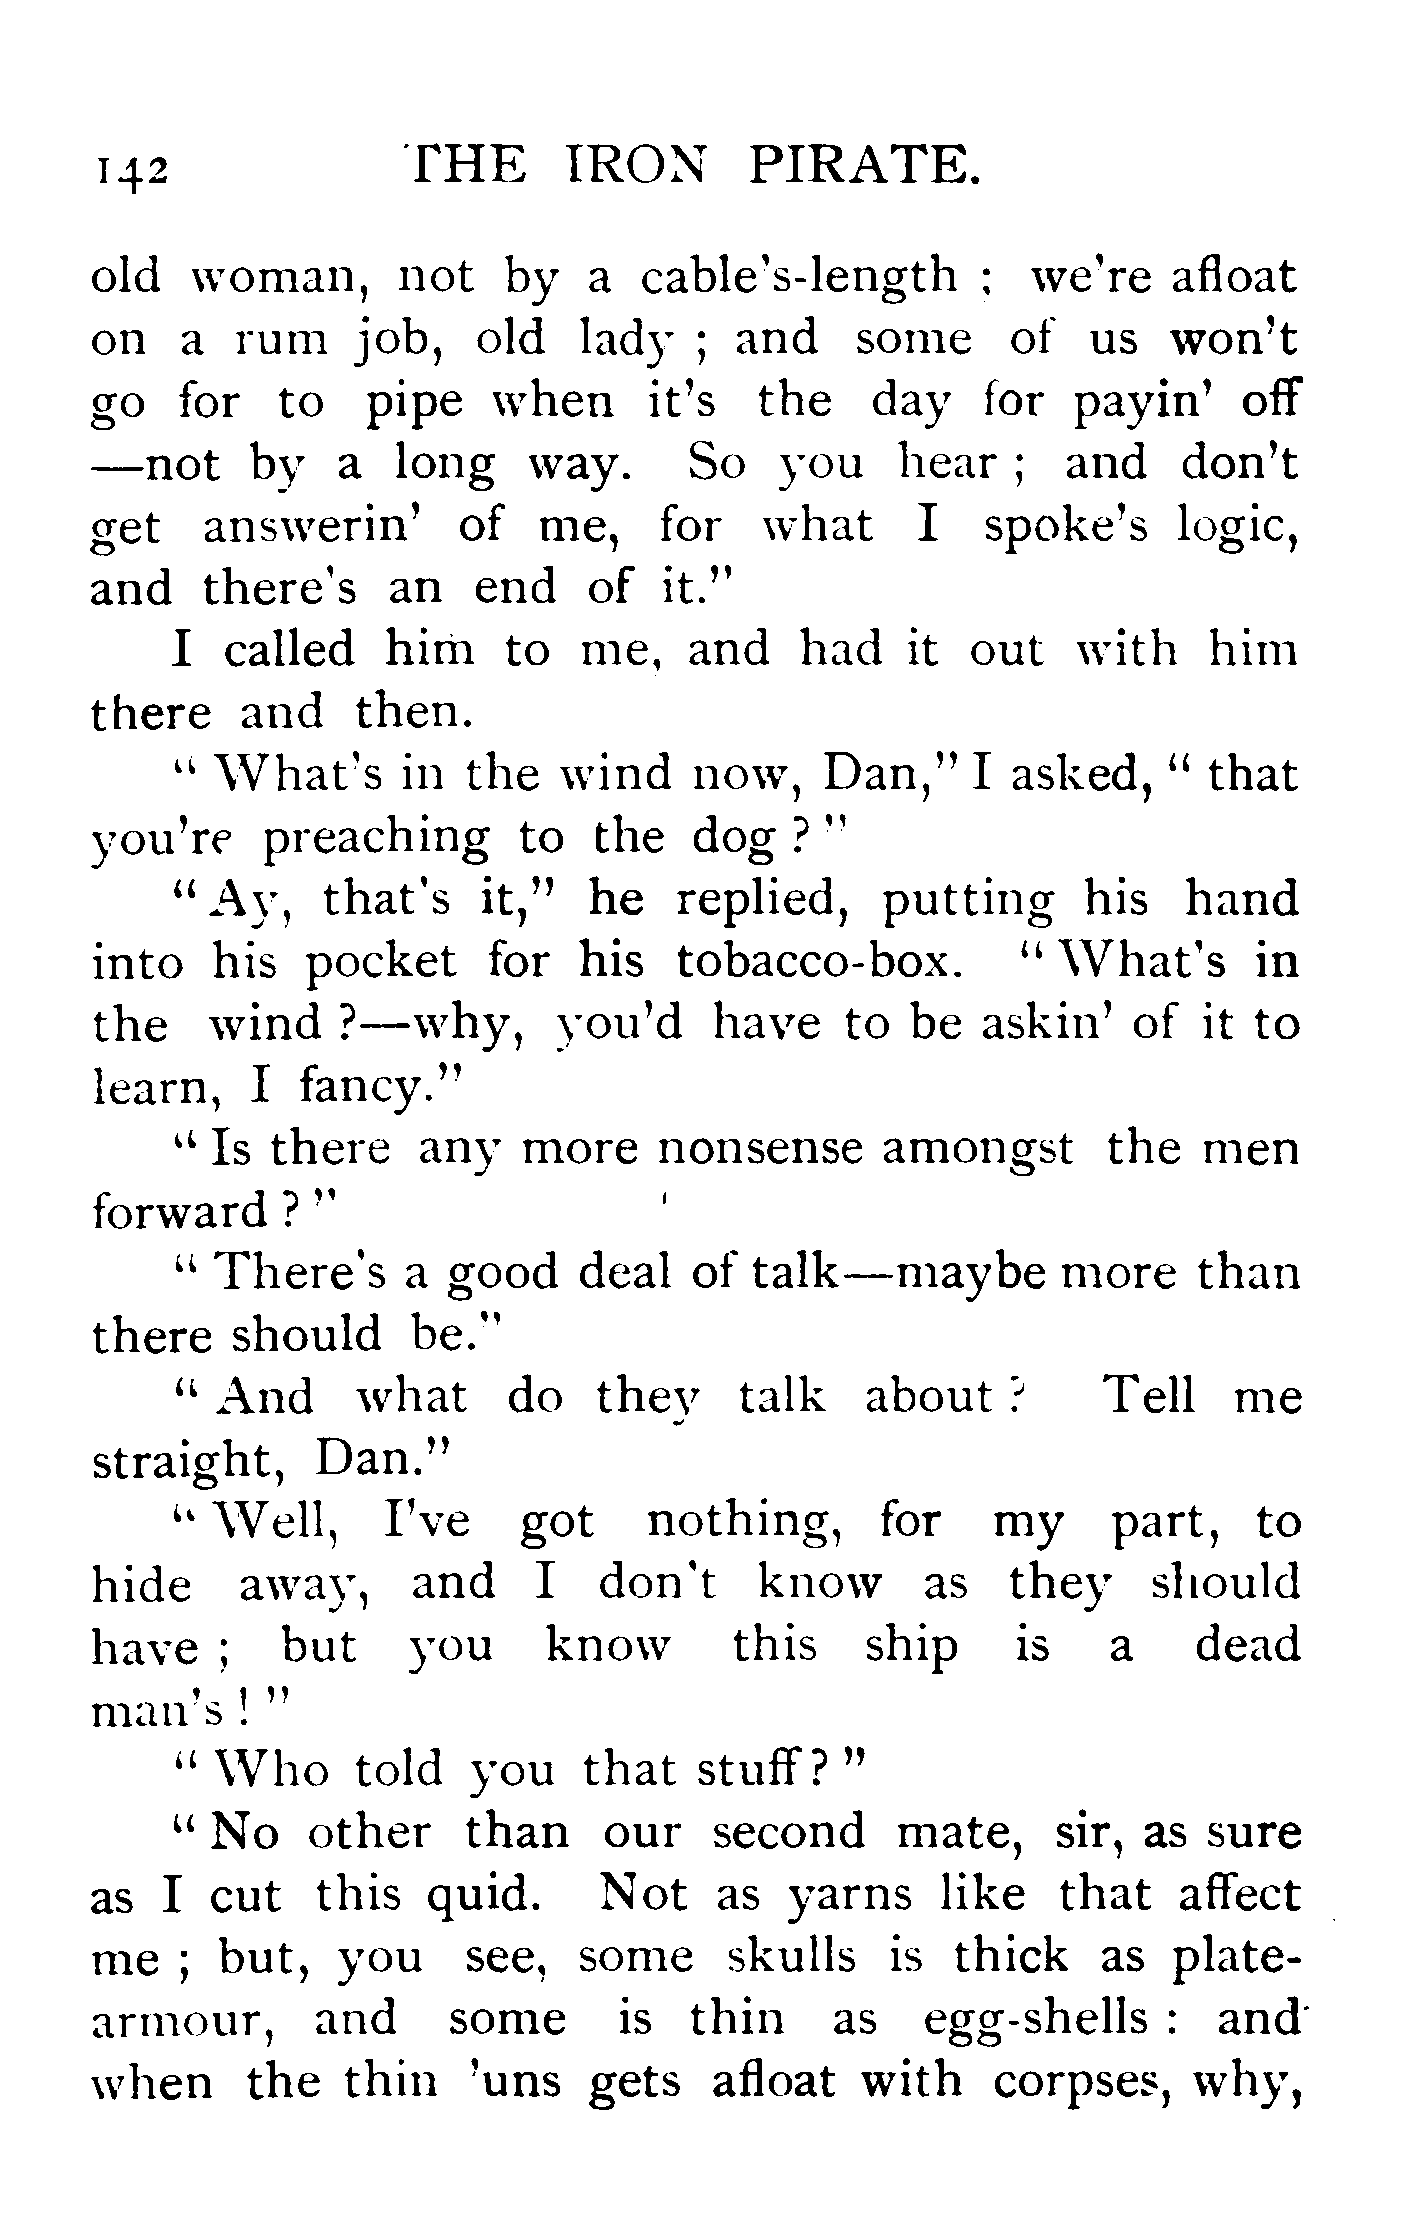 142 THE IRON PIRATE.
old woman, not by a cable's-length ; we're afloat
on a rum job, old lady ; and some of us won't
go for to pipe when it's the day for payin' off
—not by a long way. So you hear ; and don't
get answerin' of me, for what I spoke's logic,
and there's an end of it."
I called him to me, and had it out with him
there and then.
" What's in the wind now, Dan," I asked, " that
you're preaching to the dog ? "
" Ay, that's it," he replied, putting his hand
into his pocket for his tobacco-box. " What's in
the wind ?—why, you'd have to be askin' of it to
learn, I fancy."
" Is there any more nonsense amongst the men
forward ? "
" There's a good deal of talk—maybe more than
there should be."
" And what do they talk about ? Tell me
straight, Dan."
" Well, I've got nothing, for my part, to
hide away, and I don't know as they should
have ; but you know this ship is a dead
man's ! "
" Who told you that stuff ? "
" No other than our second mate, sir, as sure
as I cut this quid. Not as yarns like that affect
me ; but, you see, some skulls is thick as plate-
armour, and some is thin as egg-shells : and
when the thin 'uns gets afloat with corpses, why,